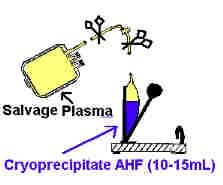 Salvage Plasma
Cryoprecipitate AHF (10-15mL)